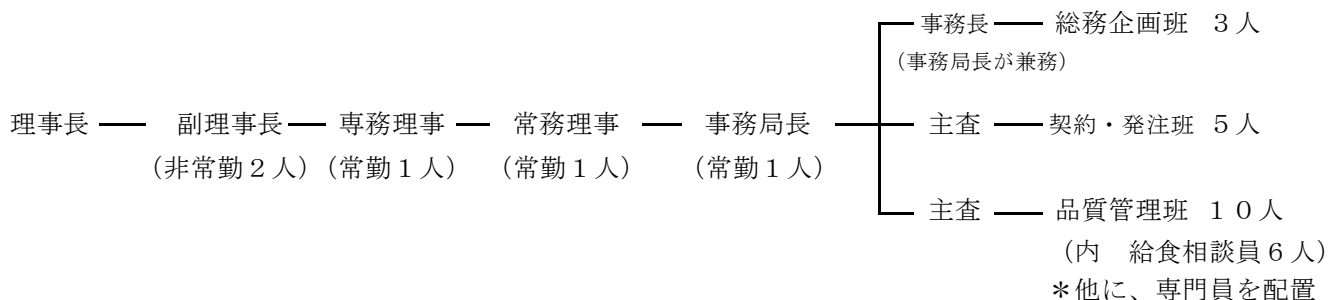 事務長 総務企画班 3人
(事務局長が兼務)
理事長 副理事長 専務理事 常務理事 事務局長 主査 契約・発注班 5人
(非常勤2人) (常勤1人) (常勤1人) (常勤1人)
主査 品質管理班 10人
(内 給食相談員6人)
*他に、専門員を配置